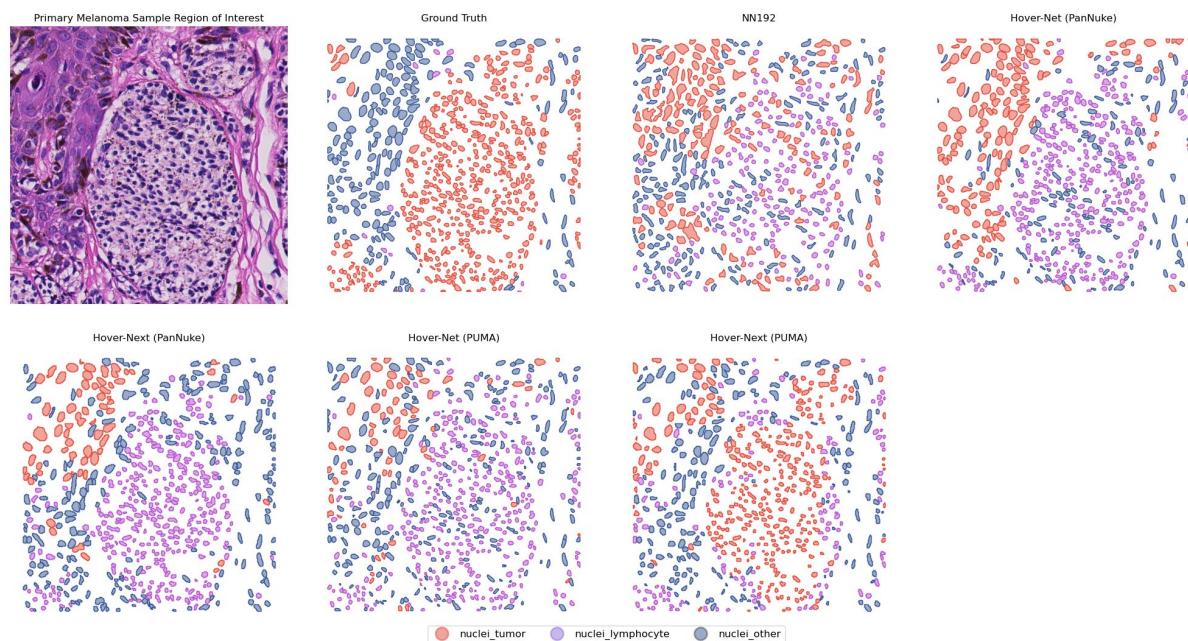 Primary Melanoma Sample Region of Interest
Ground Truth
NN192
Hover-Net (PanNuke)
Hover-Next (PanNuke)
Hover-Net (PUMA)
Hover-Next (PUMA)
nuclei_tumor
nuclei_lymphocyte
nuclei_other